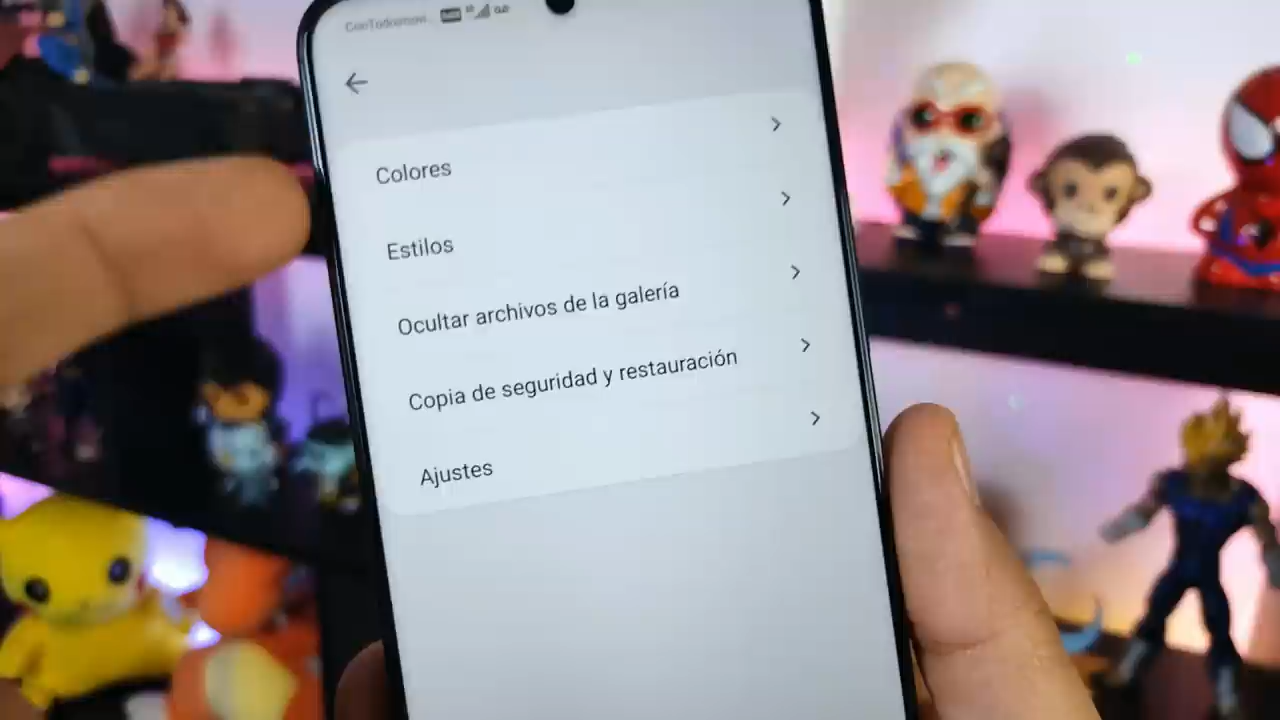 Colores
Estilos
Ocultar archivos de la galería
Copia de seguridad y restauración
Ajustes